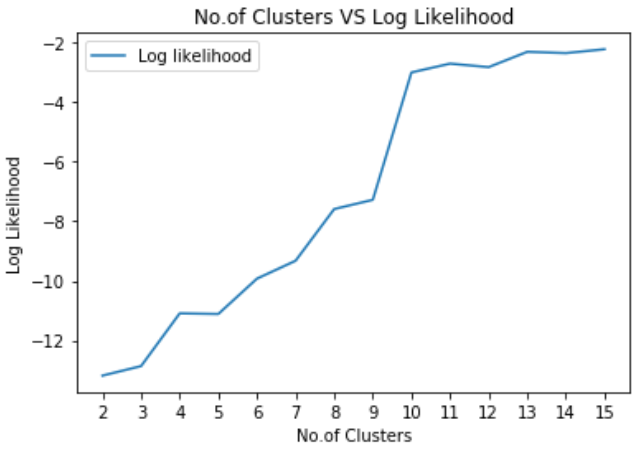 No.of Clusters VS Log Likelihood
Log likelihood
Log Likelihood
−2
−4
−6
−8
−10
−12
2 3 4 5 6 7 8 9 10 11 12 13 14 15
No.of Clusters